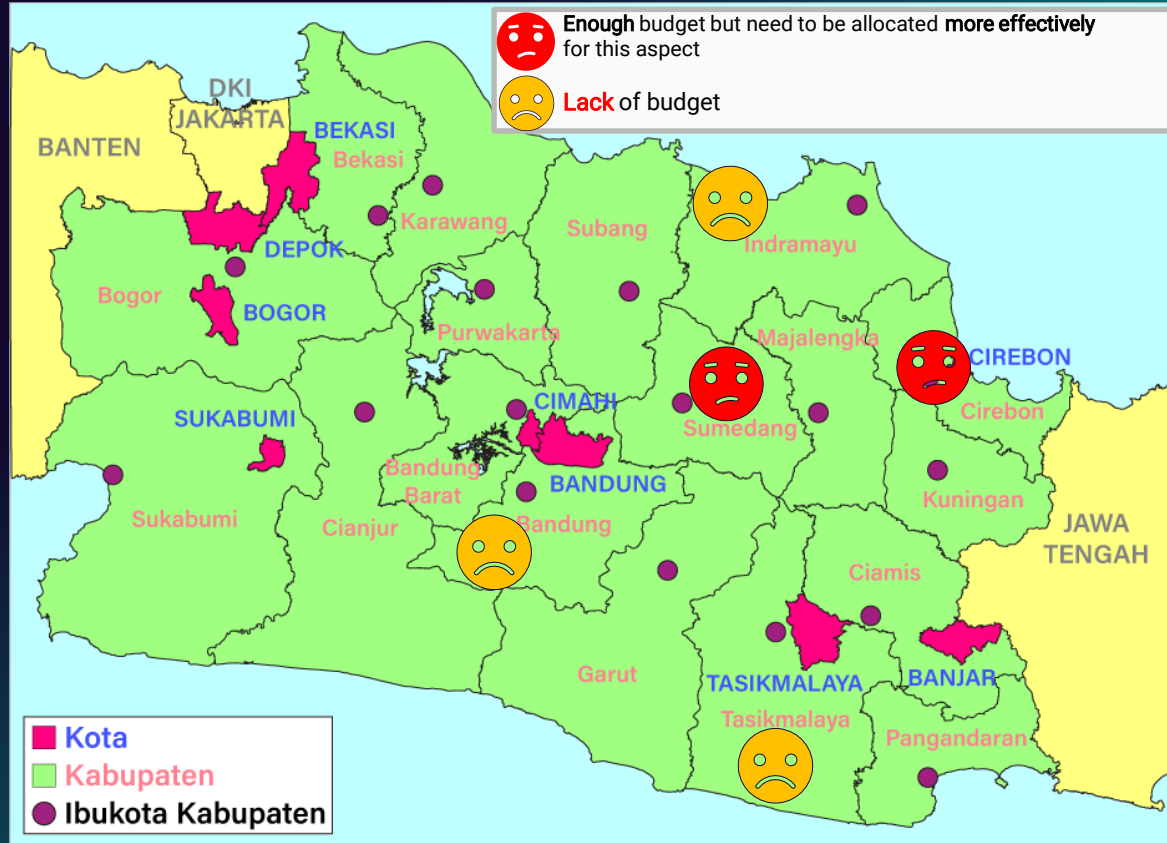 Enough budget but need to be allocated more effectively
for this aspect
Lack of budget
DKI
JAKARTA
BANTEN
BEKASI
Bekasi
Karawang
Subang
Indramayu
DEPOK
Bogor
BOGOR
Purwakarta
Majalengka
CIREBON
Cirebon
SUKABUMI
CIMAHI
Sumedang
Bandung
Barat
BANDUNG
Kuningan
Sukabumi
Cianjur
Bandung
JAWA
TENGAH
Ciamis
Garut
TASIKMALAYA
BANJAR
Tasikmalaya
Pangandaran
Kota
Kabupaten
Ibukota Kabupaten